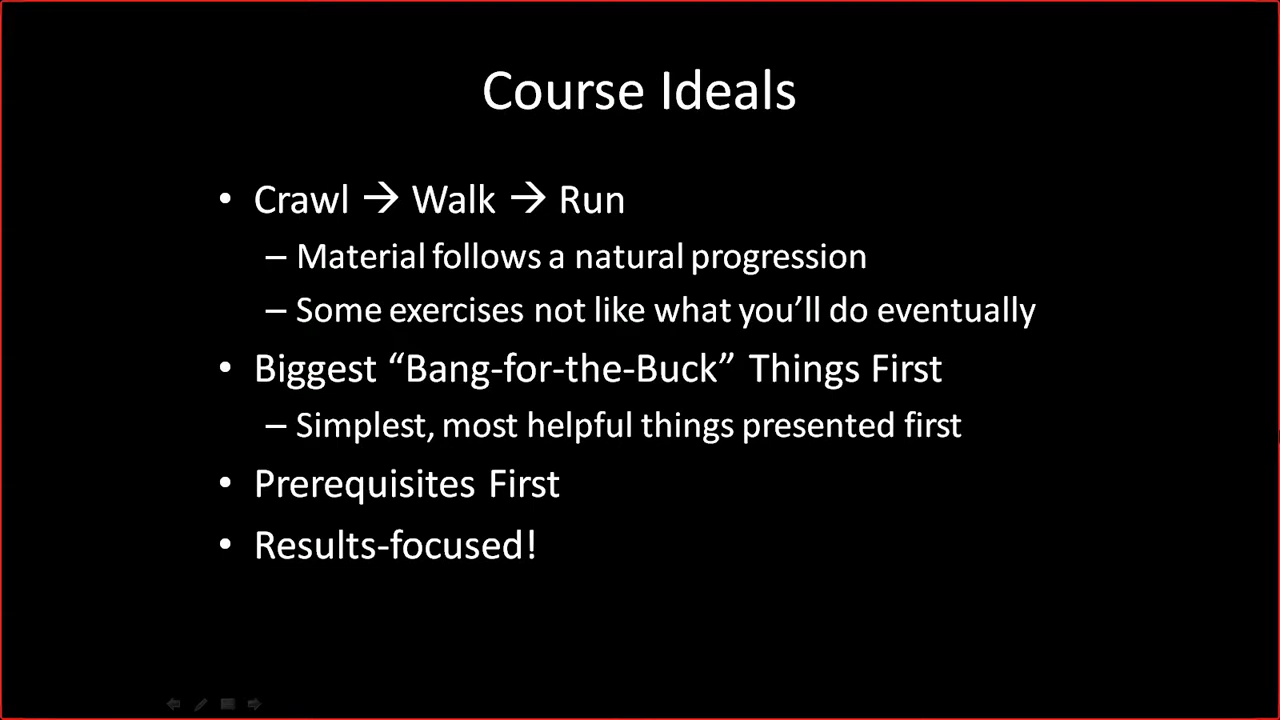 Course Ideals
• Crawl → Walk → Run
– Material follows a natural progression
– Some exercises not like what you’ll do eventually
• Biggest “Bang-for-the-Buck” Things First
– Simplest, most helpful things presented first
• Prerequisites First
• Results-focused!